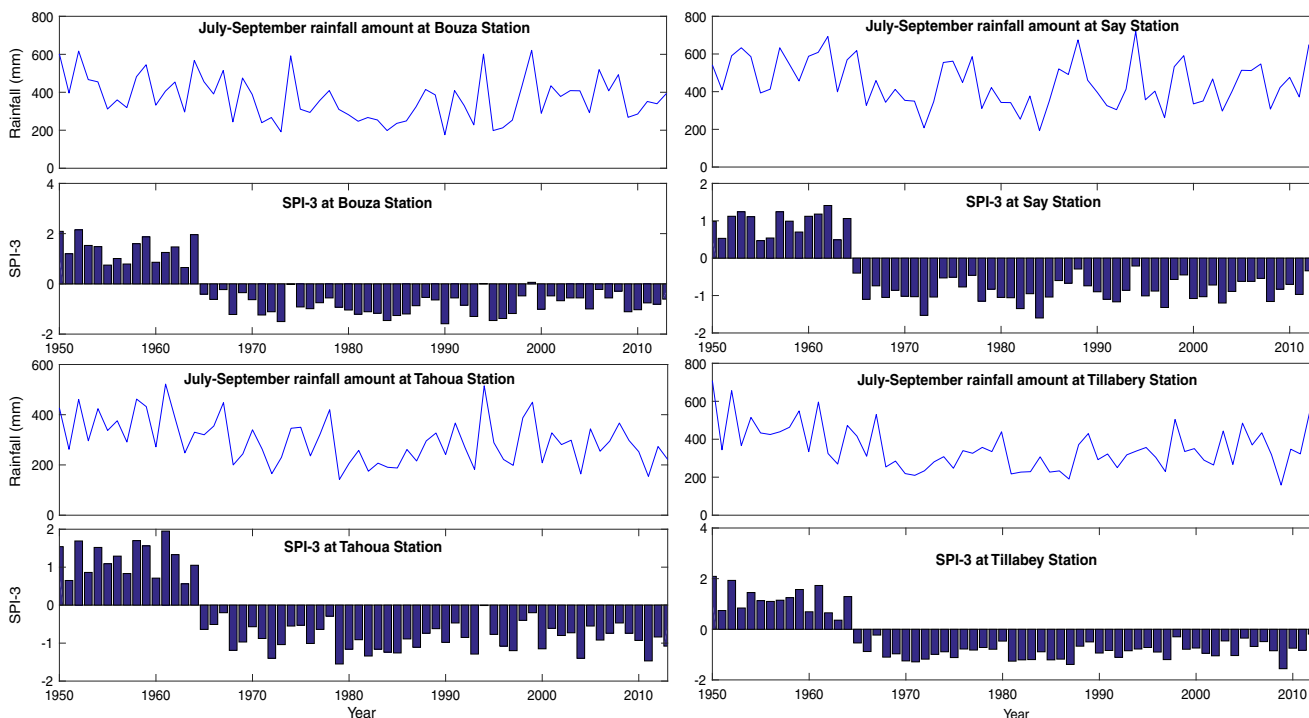 July-September rainfall amount at Bouza Station
800
600
400
200
0
Rainfall (mm)
SPI-3 at Bouza Station
4
2
0
-2
SPI-3
1950 1960 1970 1980 1990 2000 2010
July-September rainfall amount at Say Station
800
600
400
200
0
SPI-3 at Say Station
2
1
0
-1
-2
1950 1960 1970 1980 1990 2000 2010
July-September rainfall amount at Tahoua Station
600
400
200
0
Rainfall (mm)
SPI-3 at Tahoua Station
2
1
0
-1
-2
SPI-3
1950 1960 1970 1980 1990 2000 2010
Year
July-September rainfall amount at Tillabery Station
800
600
400
200
0
SPI-3 at Tillabey Station
4
2
0
-2
1950 1960 1970 1980 1990 2000 2010
Year